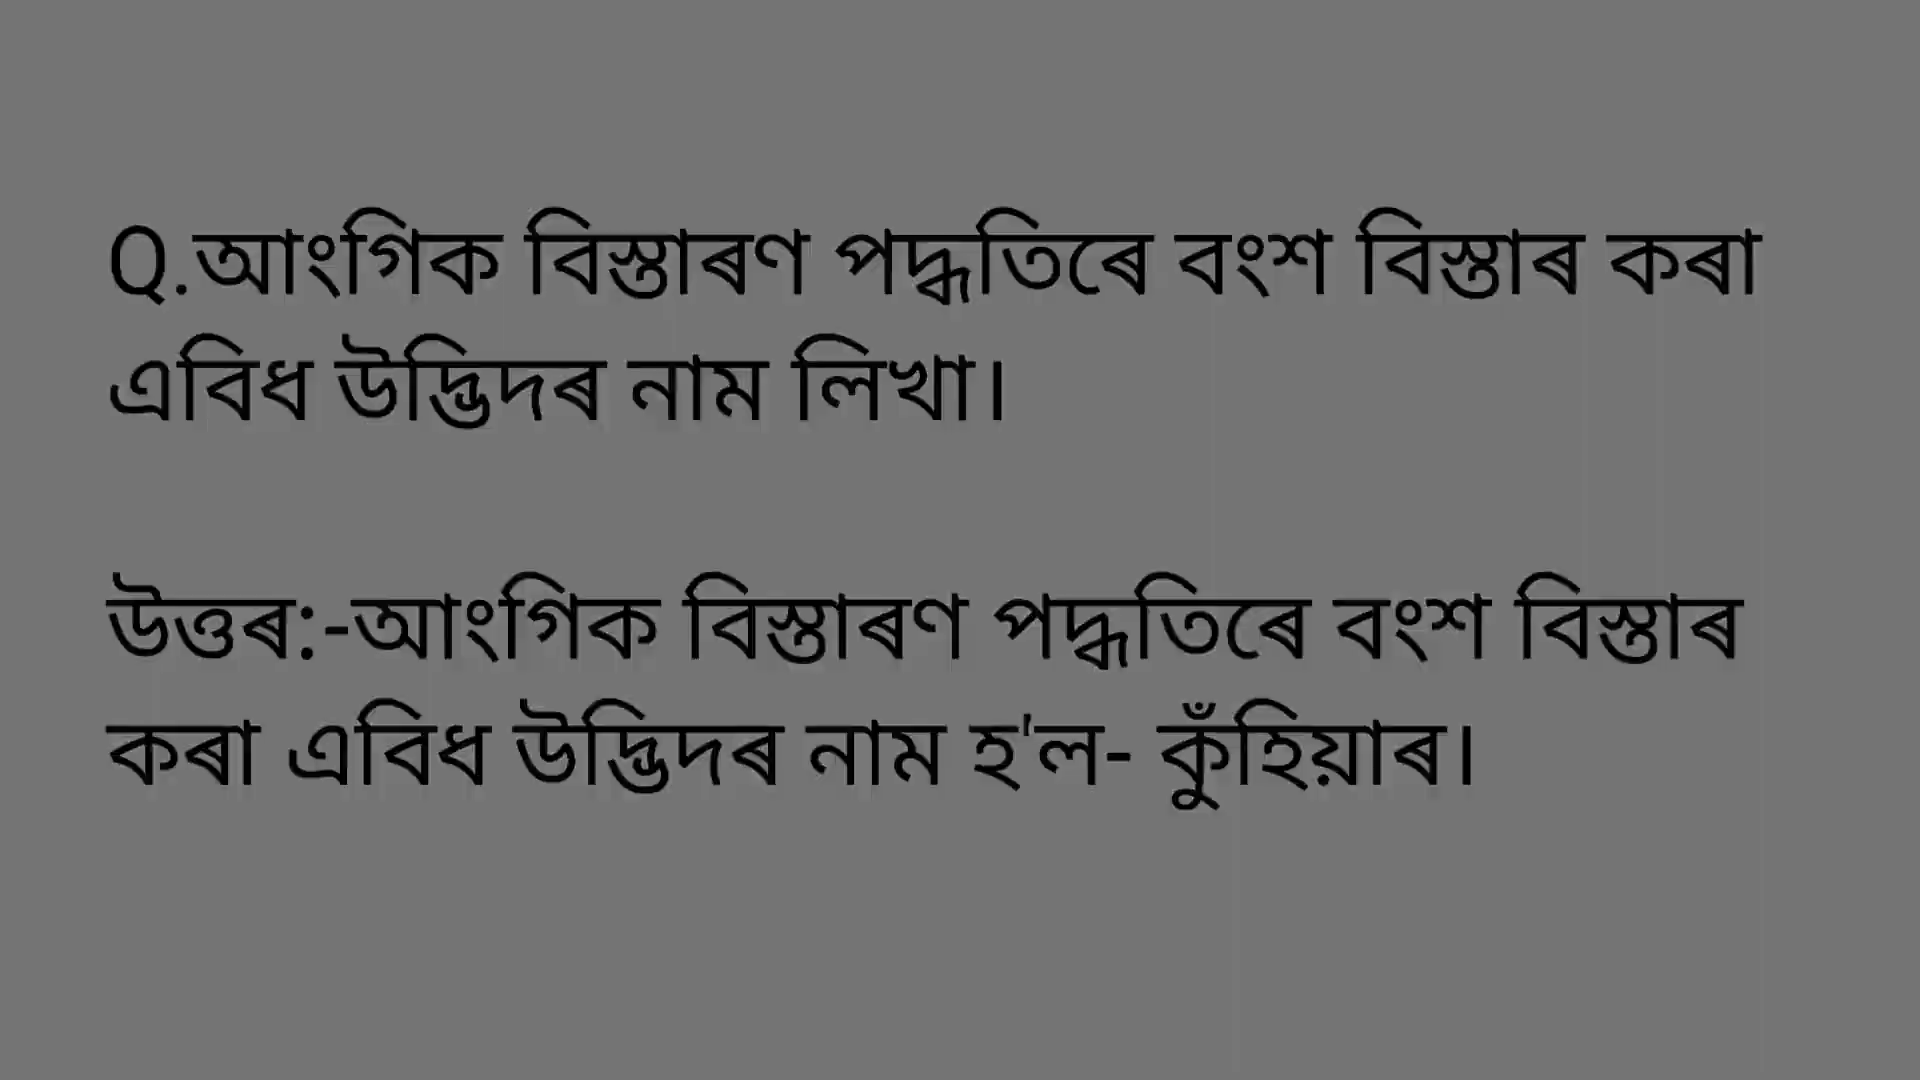 Q.আংগিক বিস্তাৰণ পদ্ধতিৰে বংশ বিস্তাৰ কৰা
এবিধ উদ্ভিদৰ নাম লিখা।
উত্তৰ:-আংগিক বিস্তাৰণ পদ্ধতিৰে বংশ বিস্তাৰ
কৰা এবিধ উদ্ভিদৰ নাম হ'ল- কুঁহিয়াৰ।